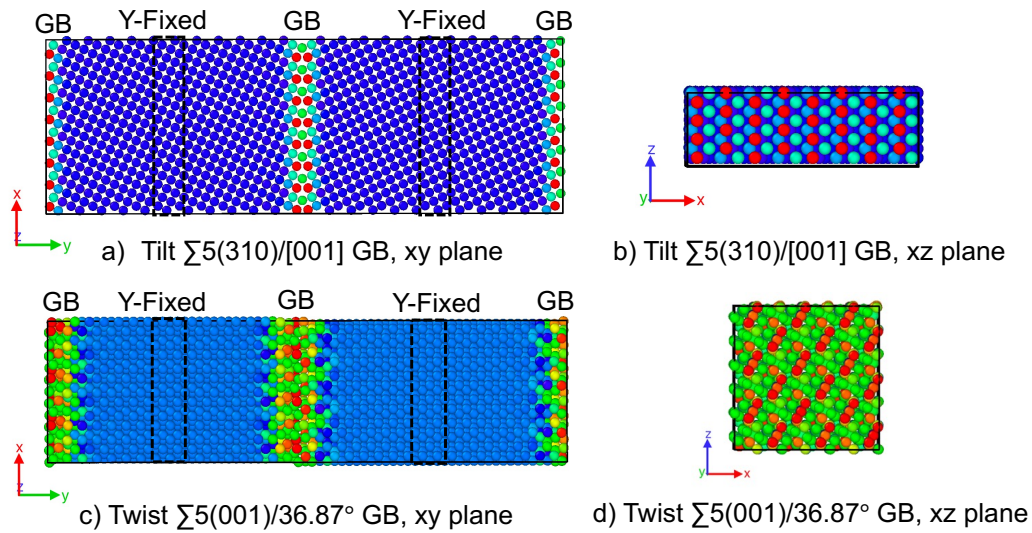 GB Y-Fixed GB Y-Fixed GB
x
z
y
a) Tilt ∑5(310)/[001] GB, xy plane
z
y
x
b) Tilt ∑5(310)/[001] GB, xz plane
GB Y-Fixed GB Y-Fixed GB
x
z
y
c) Twist ∑5(001)/36.87° GB, xy plane
z
y
x
d) Twist ∑5(001)/36.87° GB, xz plane